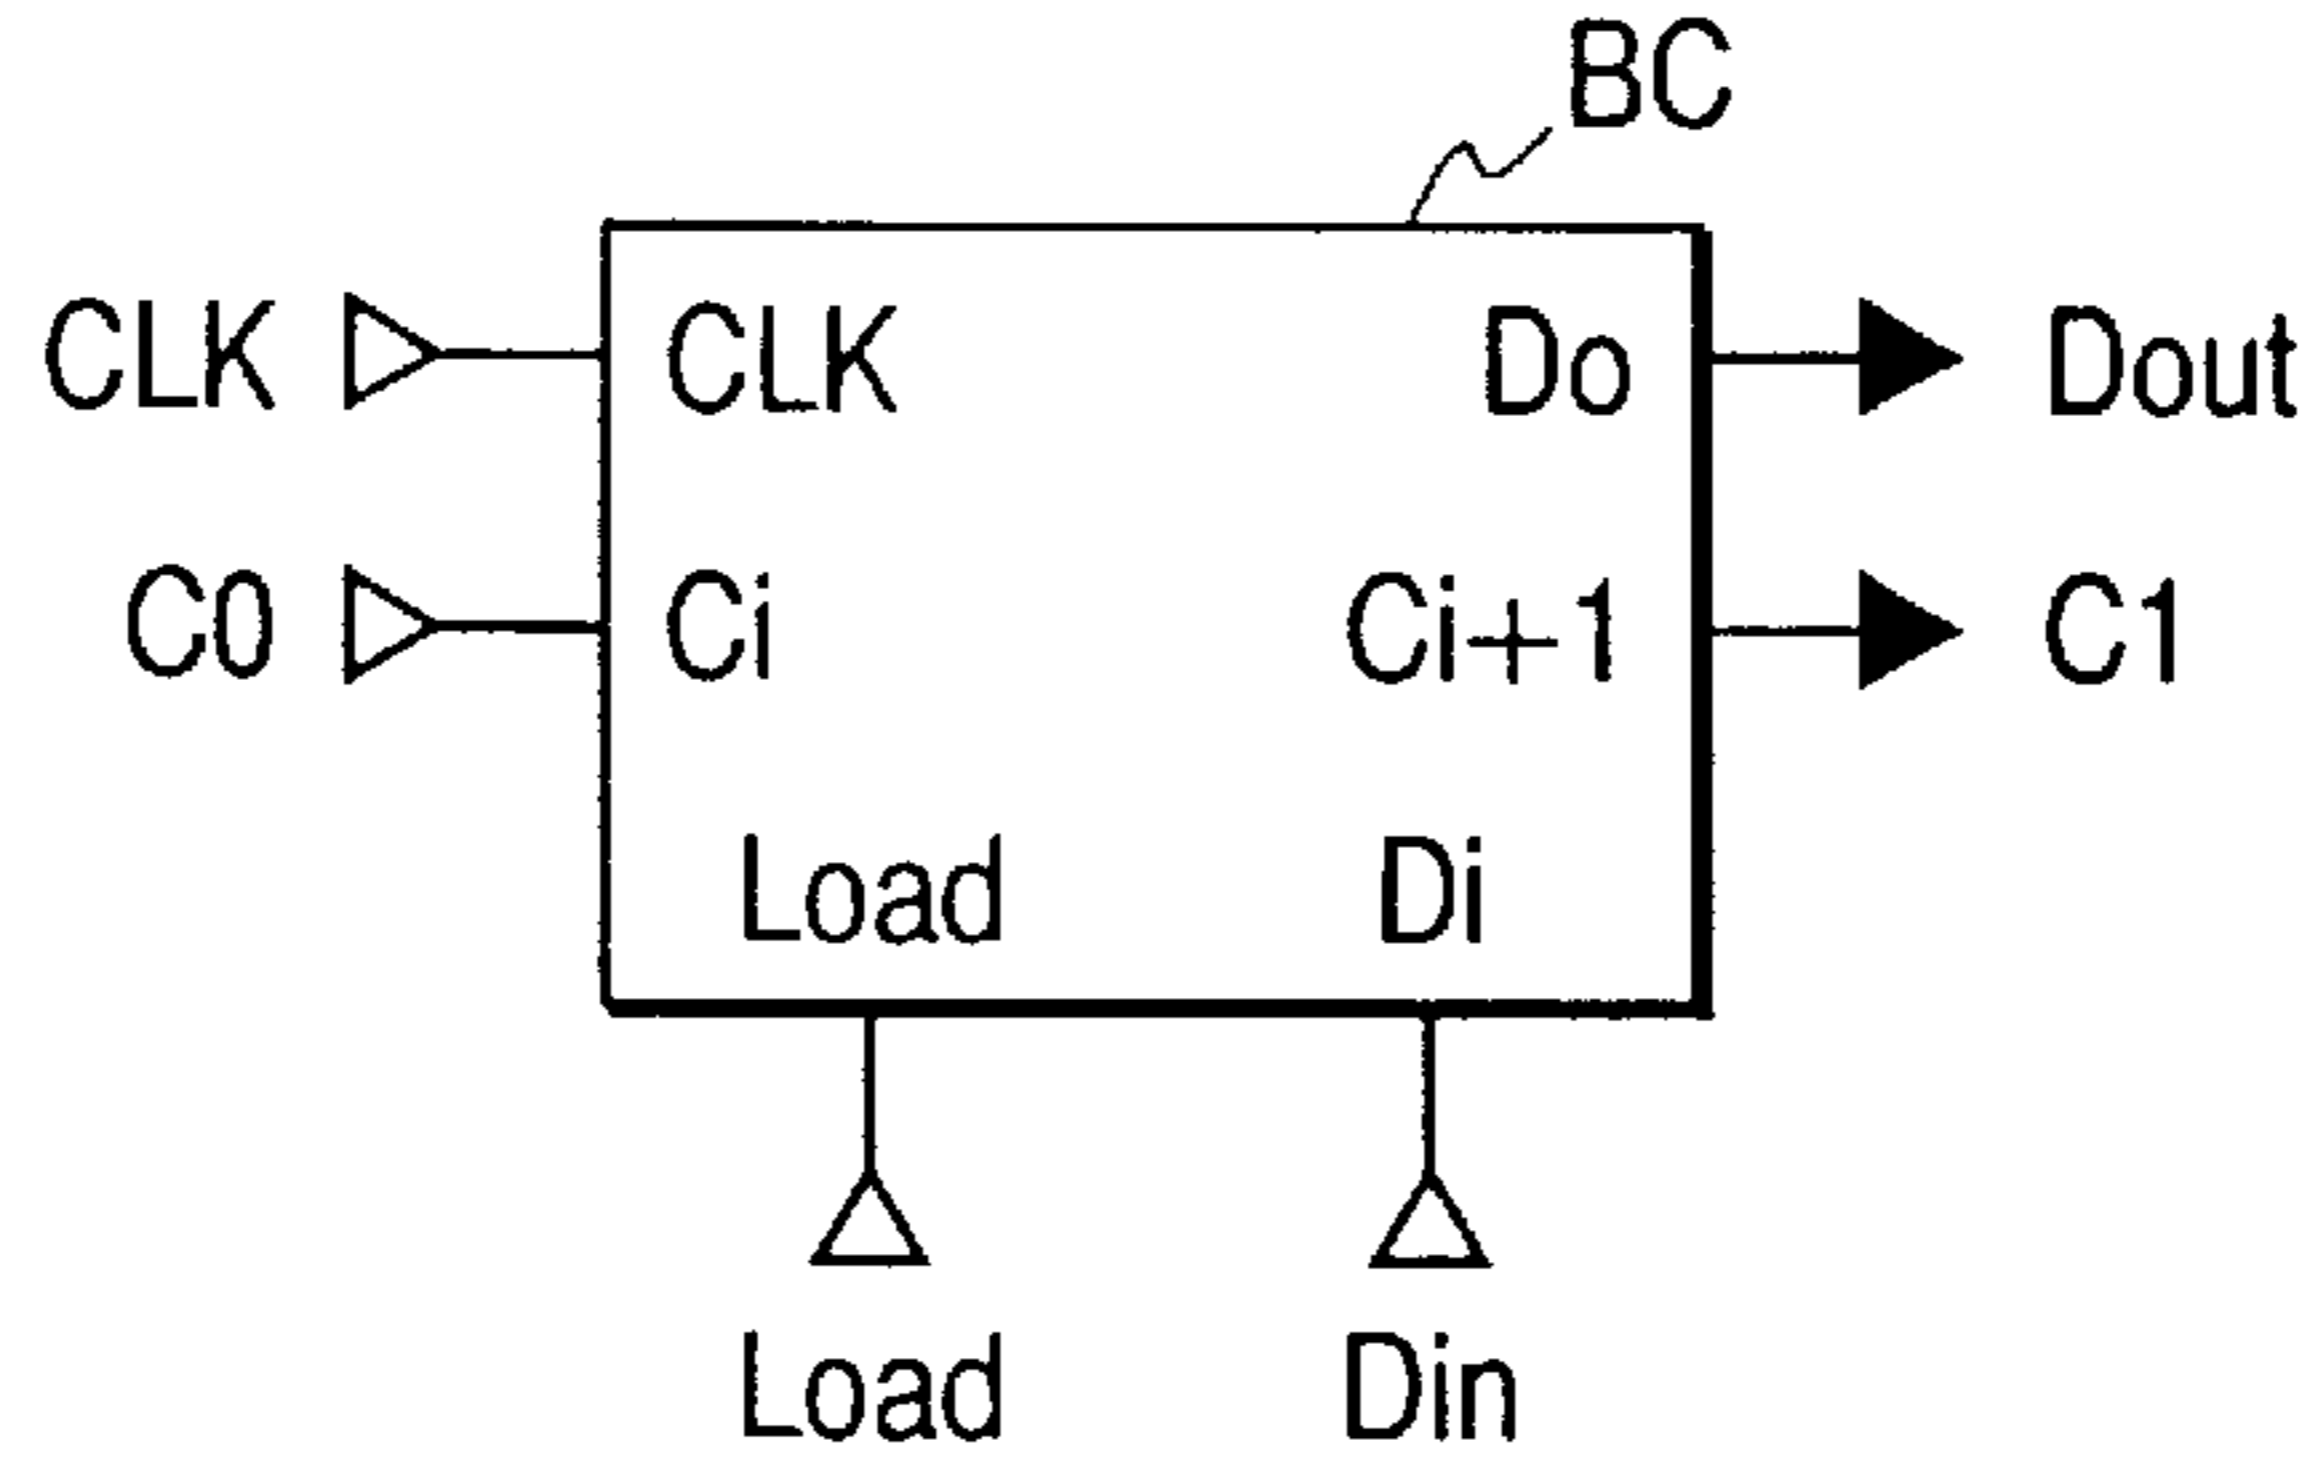 BC
CLK CLK Do Dout
C0 Ci Ci+1 C1
Load Di
Load Din